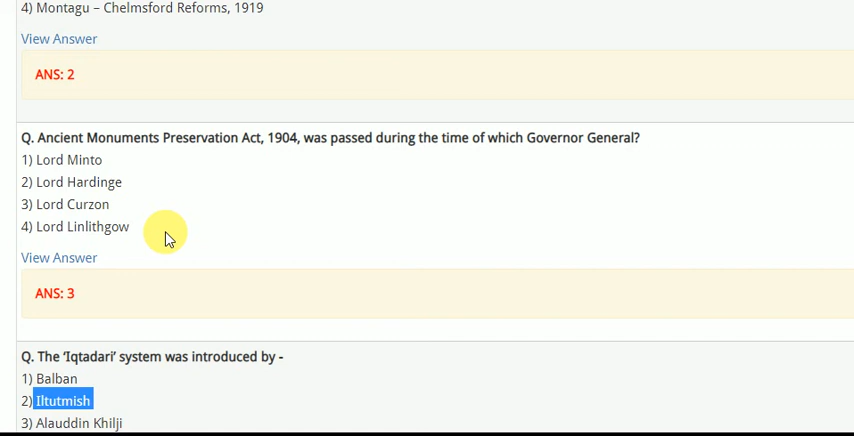 4) Montagu – Chelmsford Reforms, 1919
View Answer
ANS: 2
Q. Ancient Monuments Preservation Act, 1904, was passed during the time of which Governor General?
1) Lord Minto
2) Lord Hardinge
3) Lord Curzon
4) Lord Linlithgow
View Answer
ANS: 3
Q. The ‘Iqtadari’ system was introduced by -
1) Balban
2) Iltutmish
3) Alauddin Khilji